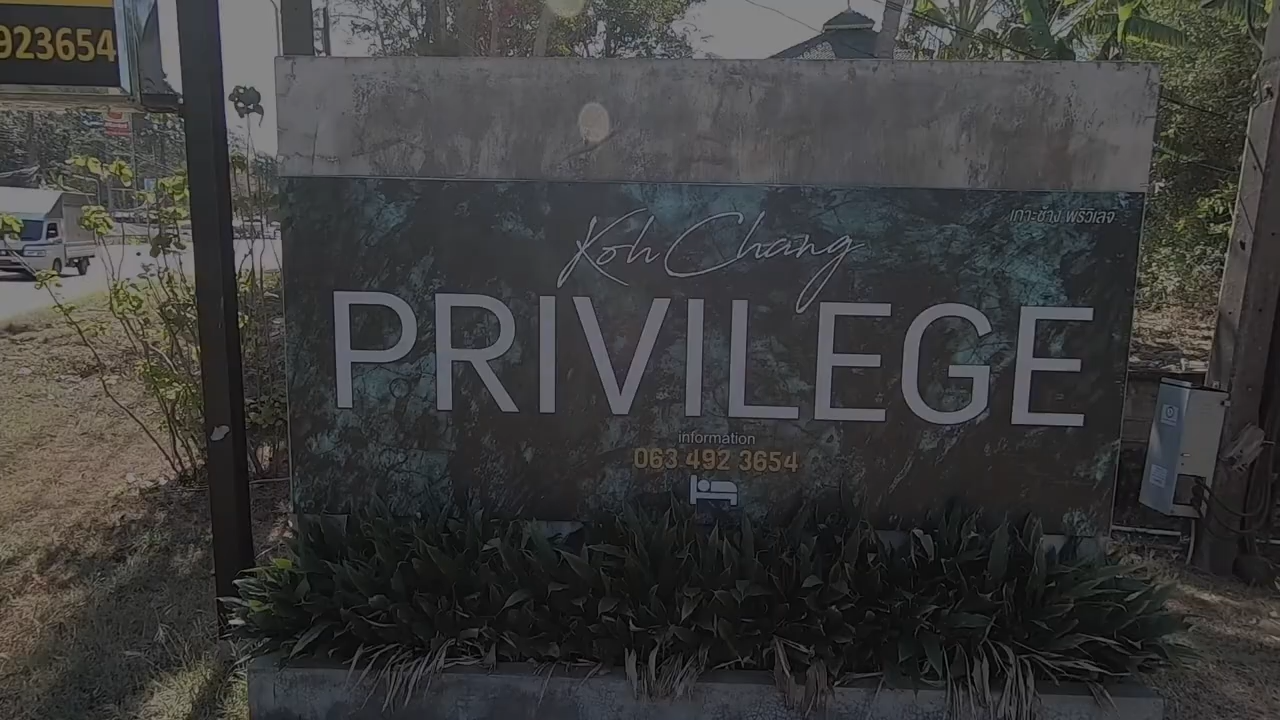 923654
เกาะช้าง พริวิเลจ
Koh Chang
PRIVILEGE
information
063 492 3654